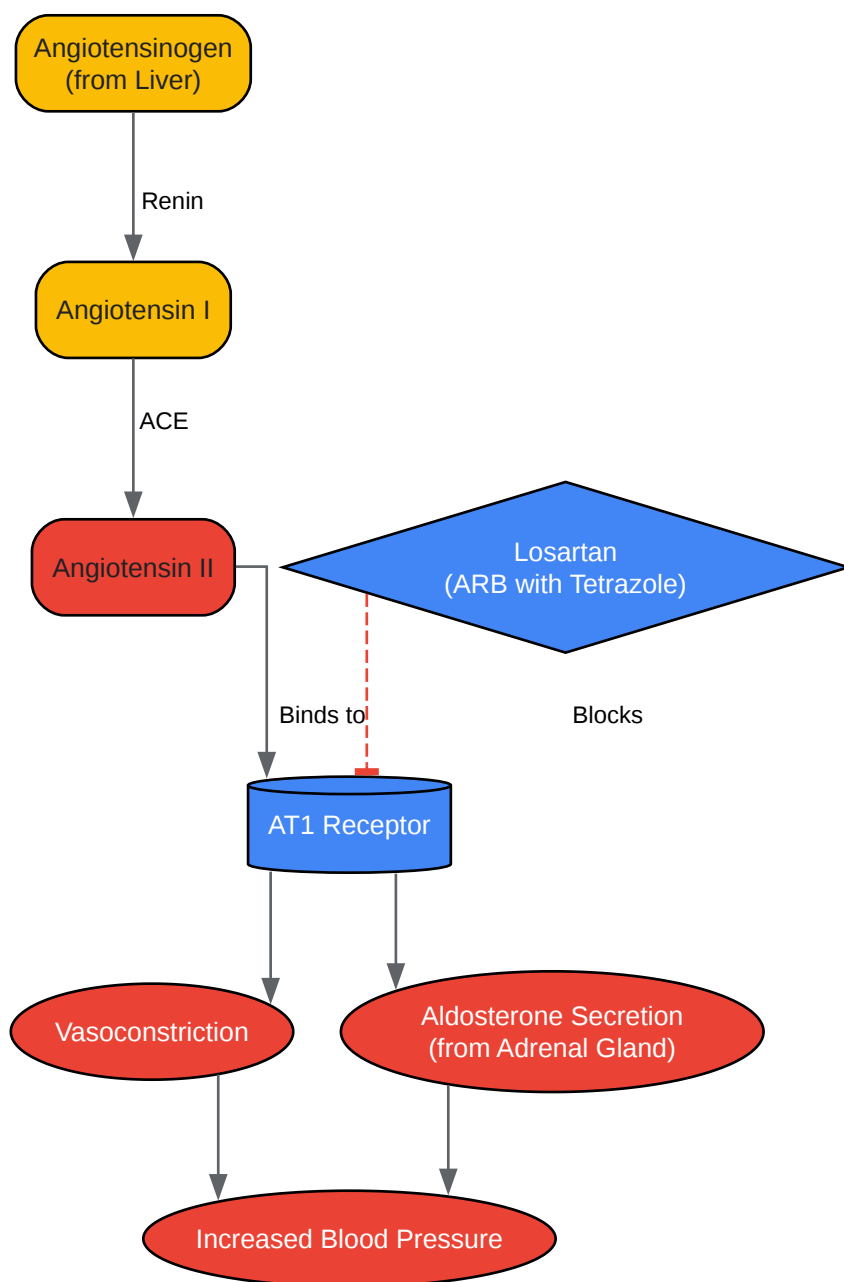 Angiotensinogen
(from Liver)
Renin
Angiotensin I
ACE
Angiotensin II
Losartan
(ARB with Tetrazole)
Binds to
Blocks
AT1 Receptor
Vasoconstriction
Aldosterone Secretion
(from Adrenal Gland)
Increased Blood Pressure